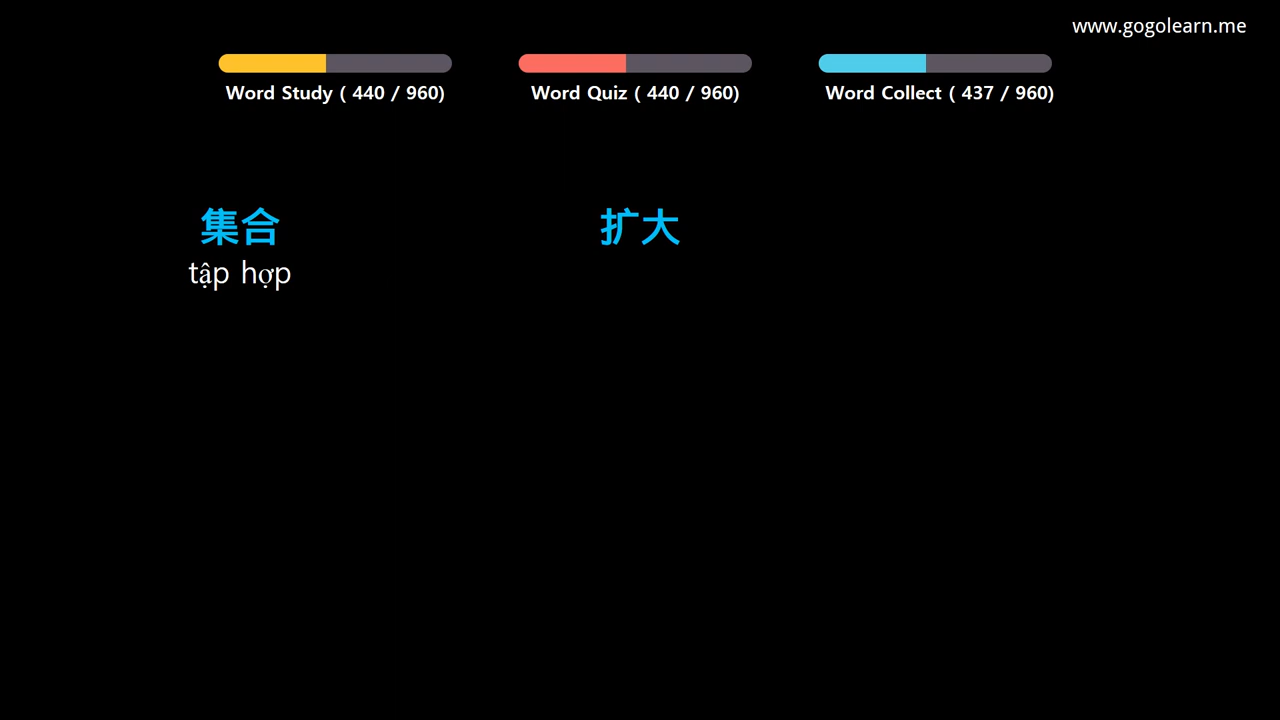 www.gogolearn.me
Word Study ( 440 / 960)
Word Quiz ( 440 / 960)
Word Collect ( 437 / 960)
集合
tập hợp
扩大